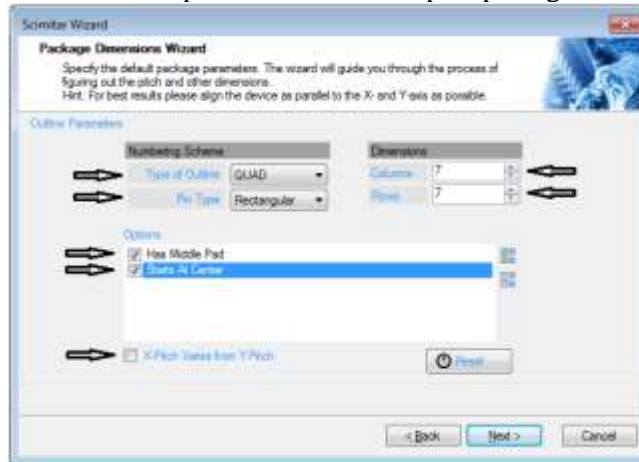 Scimitar Wizard
Package Dimensions Wizard
Specify the default package parameters. The wizard will guide you through the process of
figuring out the pitch and other dimensions.
Hint: For best results please align the device as parallel to the X- and Y-axis as possible.
Outline Parameters
Numbering Scheme
Dimensions
Type of Outline QUAD
Columns 7
Pin Type Rectangular
Rows 7
Options
Has Middle Pad
Starts At Center
X-Pitch Varies from Y-Pitch
Reset
< Back
Next >
Cancel